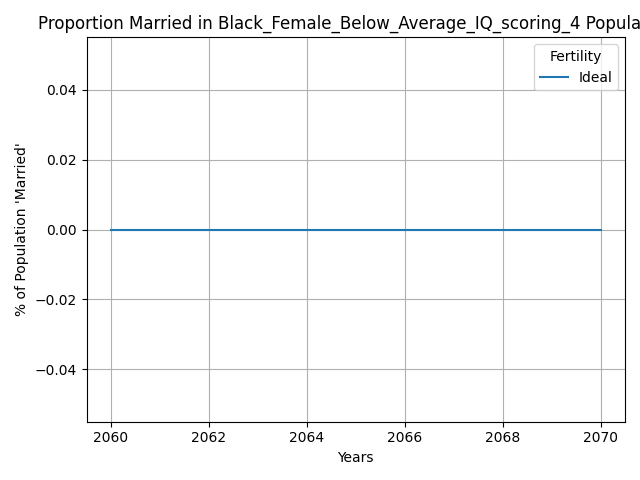 Proportion Married in Black_Female_Below_Average_IQ_scoring_4 Popula
Fertility
Ideal
% of Population 'Married'
0.04
0.02
0.00
−0.02
−0.04
2060 2062 2064 2066 2068 2070
Years